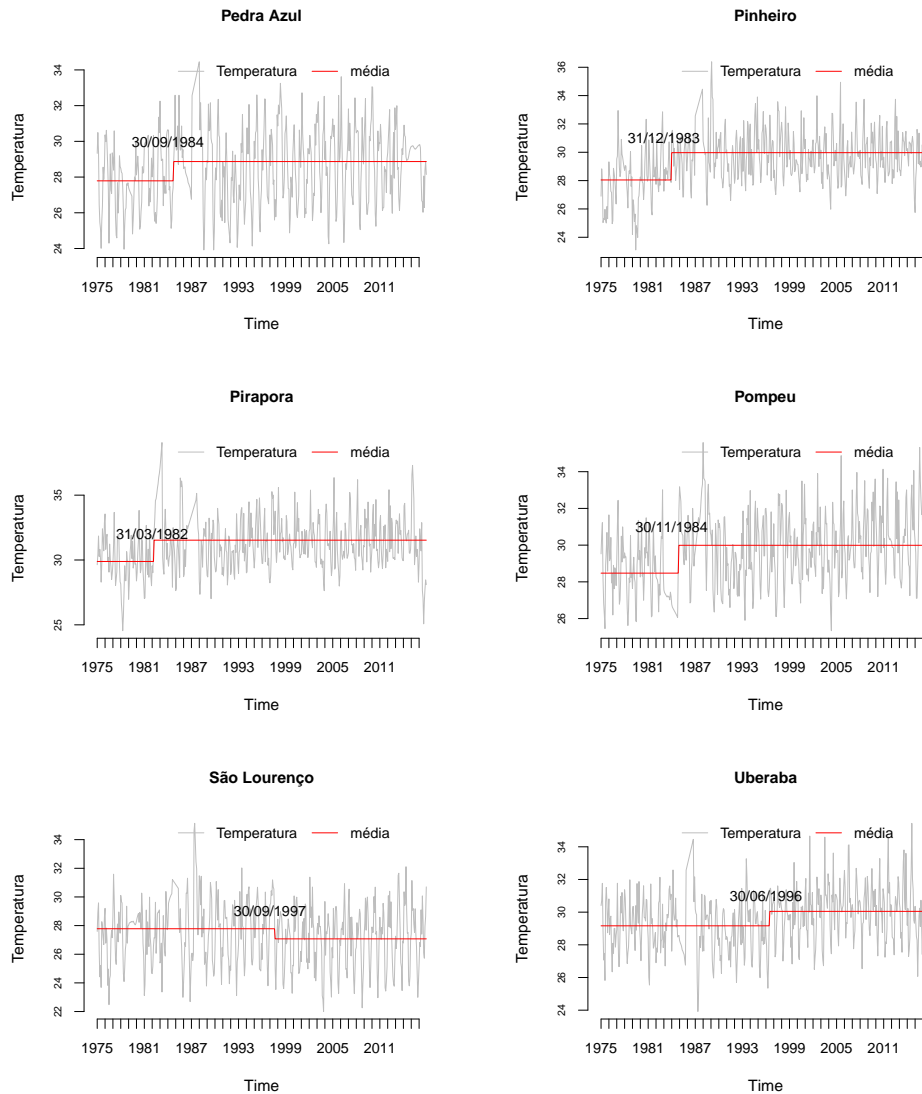 Pedra Azul
Temperatura média
Temperatura
34
32
30
28
26
24
30/09/1984
1975 1981 1987 1993 1999 2005 2011
Time
Pinheiro
Temperatura média
Temperatura
36
34
32
30
28
26
24
31/12/1983
1975 1981 1987 1993 1999 2005 2011
Time
Pirapora
Temperatura média
Temperatura
35
30
25
31/03/1982
1975 1981 1987 1993 1999 2005 2011
Time
Pompeu
Temperatura média
Temperatura
34
32
30
28
26
30/11/1984
1975 1981 1987 1993 1999 2005 2011
Time
São Lourenço
Temperatura média
Temperatura
34
32
30
28
26
24
22
30/09/1997
1975 1981 1987 1993 1999 2005 2011
Time
Uberaba
Temperatura média
Temperatura
34
32
30
28
26
24
30/06/1996
1975 1981 1987 1993 1999 2005 2011
Time